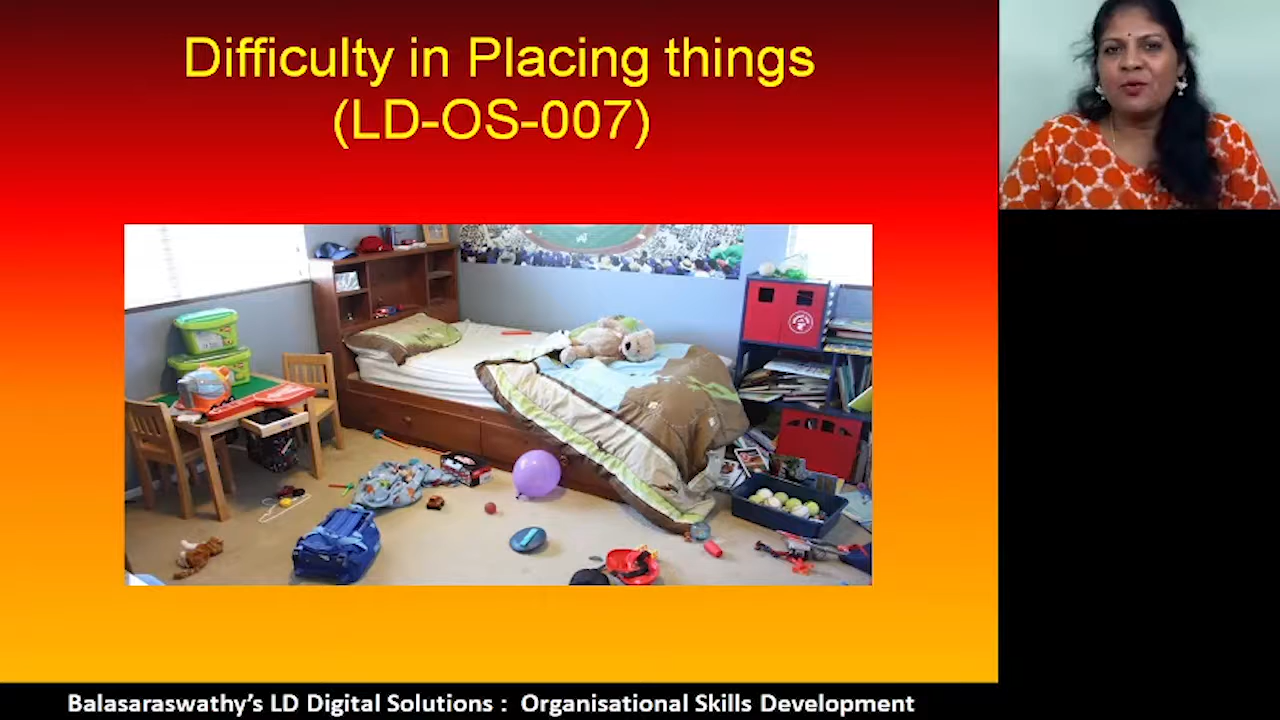 Difficulty in Placing things
(LD-OS-007)
Balasaraswathy's LD Digital Solutions : Organisational Skills Development